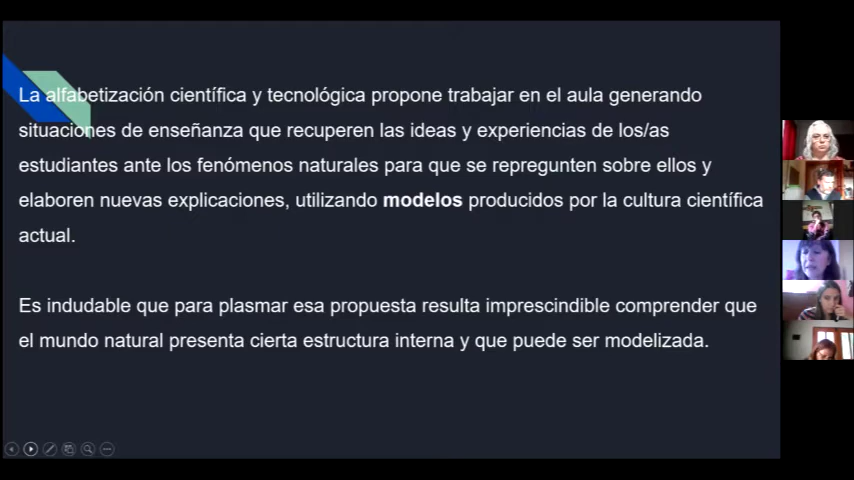 La alfabetización científica y tecnológica propone trabajar en el aula generando
situaciones de enseñanza que recuperen las ideas y experiencias de los/as
estudiantes ante los fenómenos naturales para que se repregunten sobre ellos y
elaboren nuevas explicaciones, utilizando modelos producidos por la cultura científica
actual.
Es indudable que para plasmar esa propuesta resulta imprescindible comprender que
el mundo natural presenta cierta estructura interna y que puede ser modelizada.